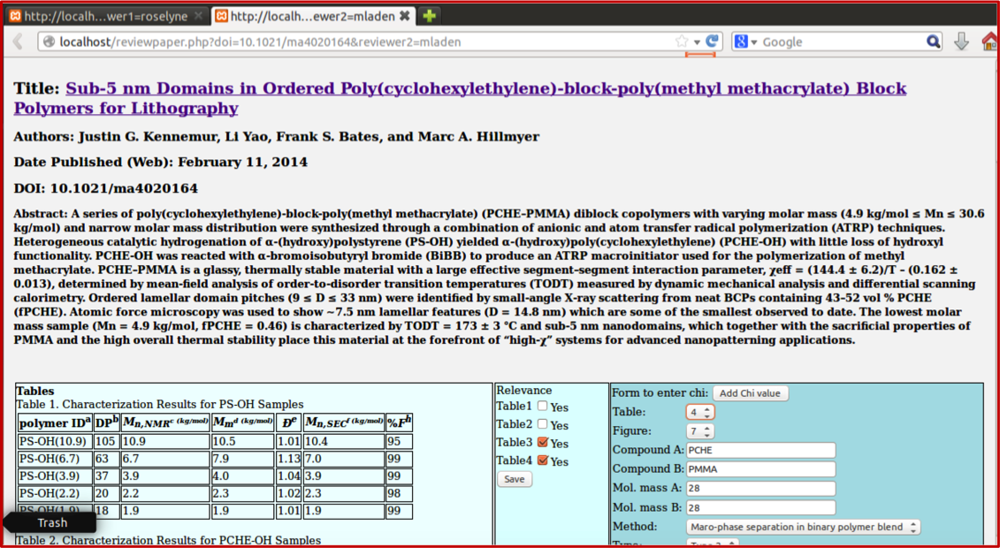 http://localh...wer1=roselyne
http://localh...ewer2=mladen
localhost/reviewpaper.php?doi=10.1021/ma4020164&reviewer2=mladen
Google
Title: Sub-5 nm Domains in Ordered Poly(cyclohexylethylene)-block-poly(methyl methacrylate) Block
Polymers for Lithography
Authors: Justin G. Kennemur, Li Yao, Frank S. Bates, and Marc A. Hillmyer
Date Published (Web): February 11, 2014
DOI: 10.1021/ma4020164
Abstract: A series of poly(cyclohexylethylene)-block-poly(methyl methacrylate) (PCHE–PMMA) diblock copolymers with varying molar mass (4.9 kg/mol ≤ Mn ≤ 30.6
kg/mol) and narrow molar mass distribution were synthesized through a combination of anionic and atom transfer radical polymerization (ATRP) techniques.
Heterogeneous catalytic hydrogenation of α-(hydroxy)polystyrene (PS-OH) yielded α-(hydroxy)poly(cyclohexylethylene) (PCHE-OH) with little loss of hydroxyl
functionality. PCHE-OH was reacted with α-bromoisobutyryl bromide (BiBB) to produce an ATRP macroinitiator used for the polymerization of methyl
methacrylate. PCHE–PMMA is a glassy, thermally stable material with a large effective segment–segment interaction parameter, χeff = (144.4 ± 6.2)/T – (0.162 ±
0.013), determined by mean-field analysis of order-to-disorder transition temperatures (TODT) measured by dynamic mechanical analysis and differential scanning
calorimetry. Ordered lamellar domain pitches (9 ≤ D ≤ 33 nm) were identified by small-angle X-ray scattering from neat BCPs containing 43–52 vol % PCHE
(fPCHE). Atomic force microscopy was used to show ~7.5 nm lamellar features (D = 14.8 nm) which are some of the smallest observed to date. The lowest molar
mass sample (Mn = 4.9 kg/mol, fPCHE = 0.46) is characterized by TODT = 173 ± 3 °C and sub-5 nm nanodomains, which together with the sacrificial properties of
PMMA and the high overall thermal stability place this material at the forefront of “high-χ” systems for advanced nanopatterning applications.
Tables
Table 1. Characterization Results for PS-OH Samples
polymer IDa DPb Mn,NMRc (kg/mol) Mmd (kg/mol) Đe Mn,SECf (kg/mol) %Fh
PS-OH(10.9) 105 10.9 10.5 1.01 10.4 95
PS-OH(6.7) 63 6.7 7.9 1.13 7.0 99
PS-OH(3.9) 37 3.9 4.0 1.04 3.9 99
PS-OH(2.2) 20 2.2 2.3 1.02 2.3 98
PS-OH(1.9) 18 1.9 1.9 1.01 1.9 99
Trash
Table 2. Characterization Results for PCHE-OH Samples
Relevance
Table1 Yes
Table2 Yes
Table3 Yes
Table4 Yes
Save
Form to enter chi: Add Chi value
Table: 4
Figure: 7
Compound A: PCHE
Compound B: PMMA
Mol. mass A: 28
Mol. mass B: 28
Method: Maro-phase separation in binary polymer blend